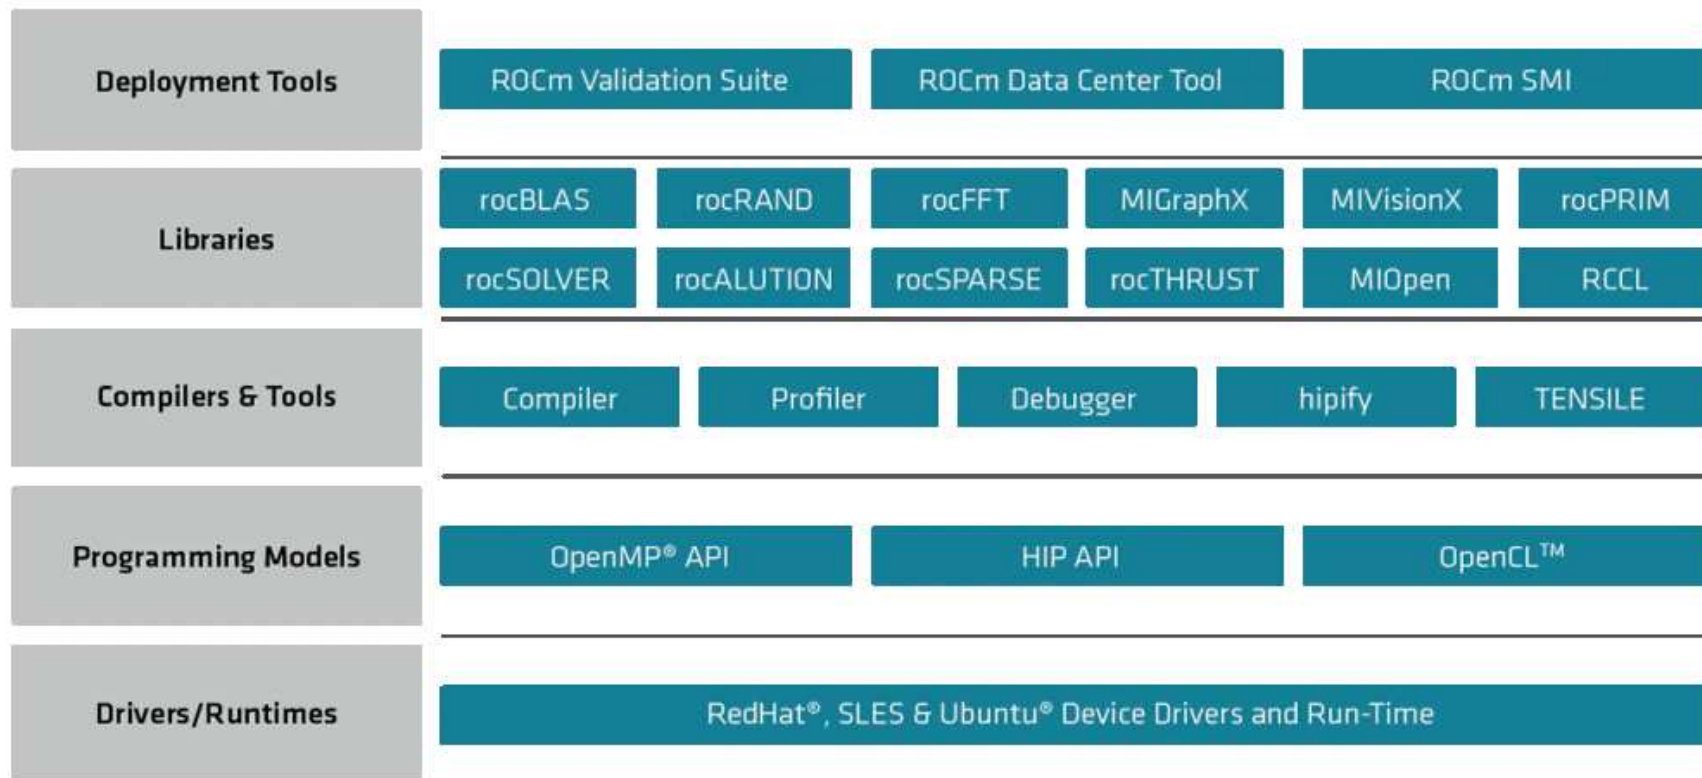 Deployment Tools
ROCm Validation Suite
ROCm Data Center Tool
ROCm SMI
Libraries
rocBLAS
rocRAND
rocFFT
MIGraphX
MIVisionX
rocPRIM
rocSOLVER
rocALUTION
rocSPARSE
rocTHRUST
MIOpen
RCCL
Compilers & Tools
Compiler
Profiler
Debugger
hipify
TENSILE
Programming Models
OpenMP® API
HIP API
OpenCL™
Drivers/Runtimes
RedHat®, SLES & Ubuntu® Device Drivers and Run-Time